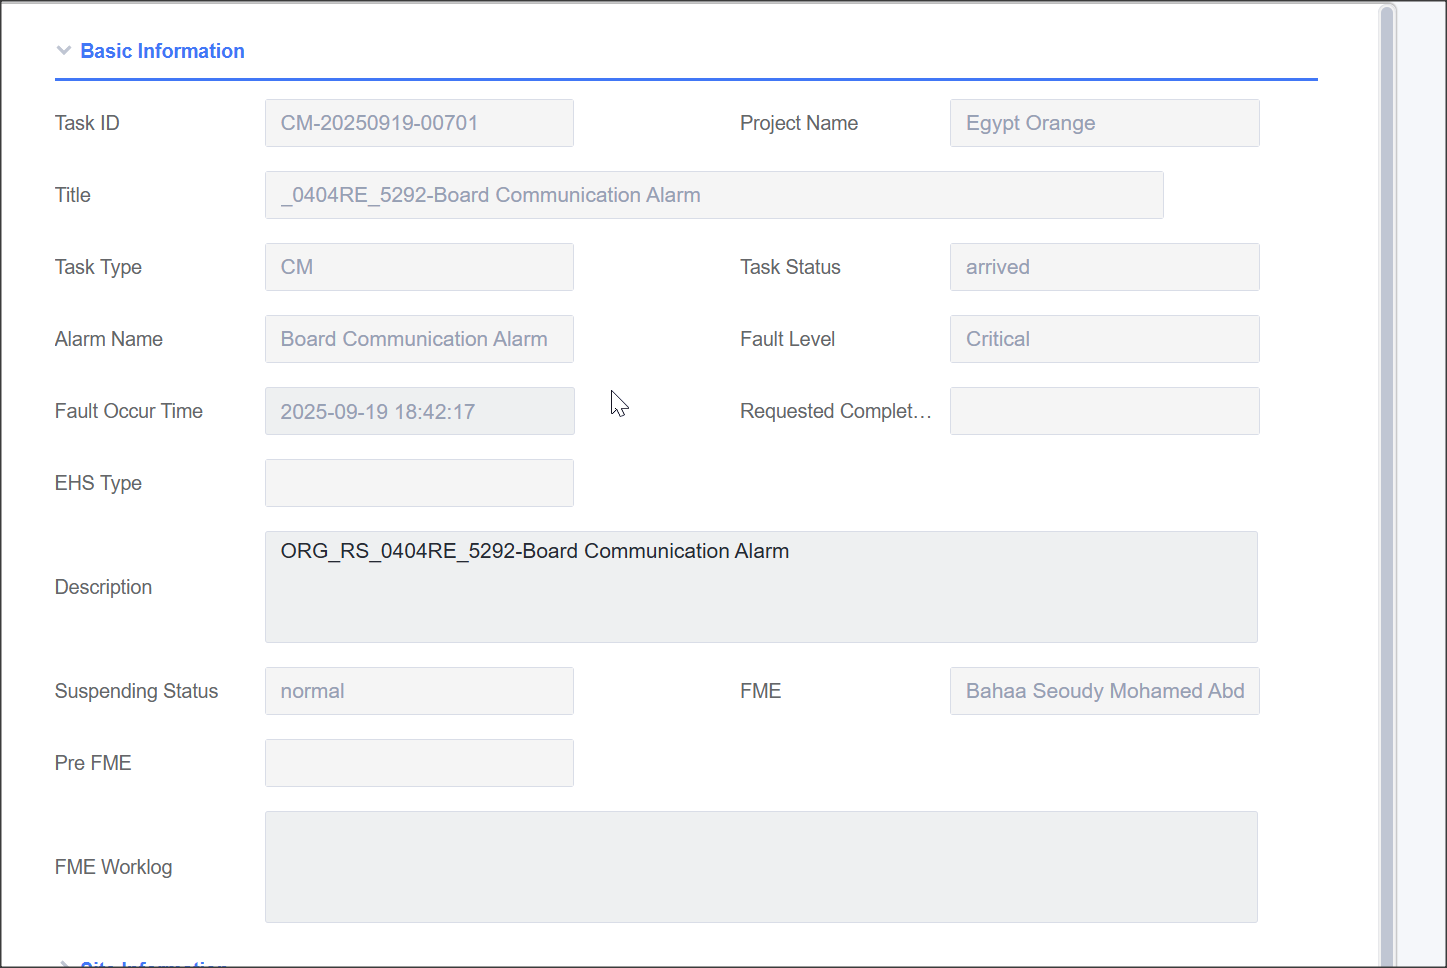 Basic Information
Task ID CM-20250919-00701 Project Name Egypt Orange
Title _0404RE_5292-Board Communication Alarm
Task Type CM Task Status arrived
Alarm Name Board Communication Alarm Fault Level Critical
Fault Occur Time 2025-09-19 18:42:17 Requested Complet...
EHS Type
Description ORG_RS_0404RE_5292-Board Communication Alarm
Suspending Status normal FME Bahaa Seoudy Mohamed Abd
Pre FME
FME Worklog
Site Information